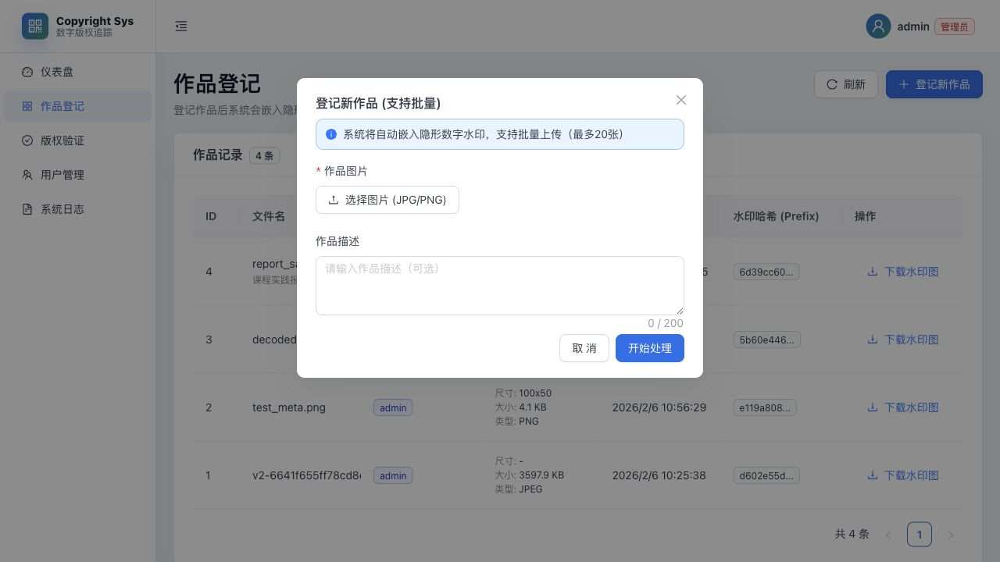 Copyright Sys
数字版权追踪
admin 管理员
仪表盘
作品登记
版权验证
用户管理
系统日志
作品登记
登记作品后系统会嵌入隐形
刷新
登记新作品
作品记录 4 条
ID 文件名 水印哈希 (Prefix) 操作
4 report_sa 5 6d39cc60... 下载水印图
课程实践报
3 decoded 5b60e446... 下载水印图
尺寸: 100x50
2 test_meta.png admin 大小: 4.1 KB 2026/2/6 10:56:29 e119a808... 下载水印图
类型: PNG
尺寸: -
1 v2-6641f655ff78cd8 admin 大小: 3597.9 KB 2026/2/6 10:25:38 d602e55d... 下载水印图
类型: JPEG
共 4 条 1
登记新作品 (支持批量)
系统将自动嵌入隐形数字水印，支持批量上传（最多20张）
* 作品图片
选择图片 (JPG/PNG)
作品描述
请输入作品描述（可选）
0 / 200
取 消 开始处理